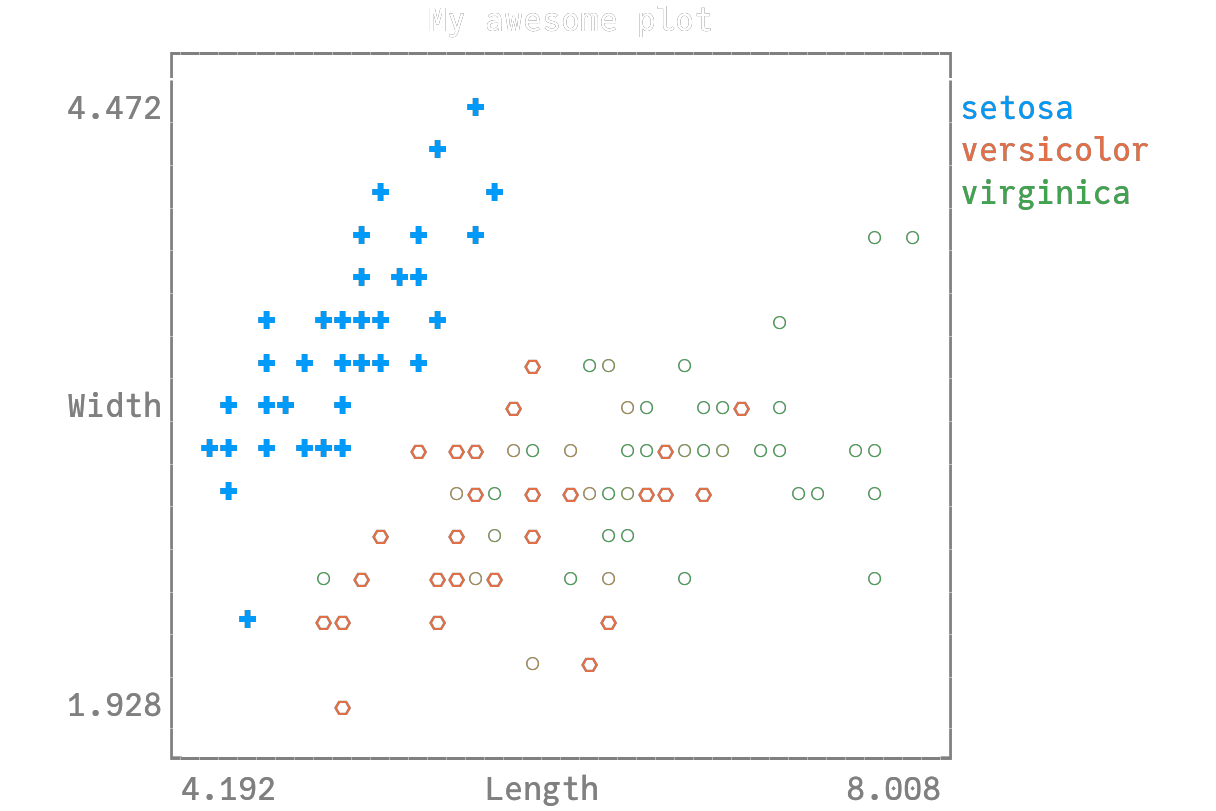 My awesome plot
4.472
setosa
versicolor
virginica
Width
1.928
4.192 Length 8.008